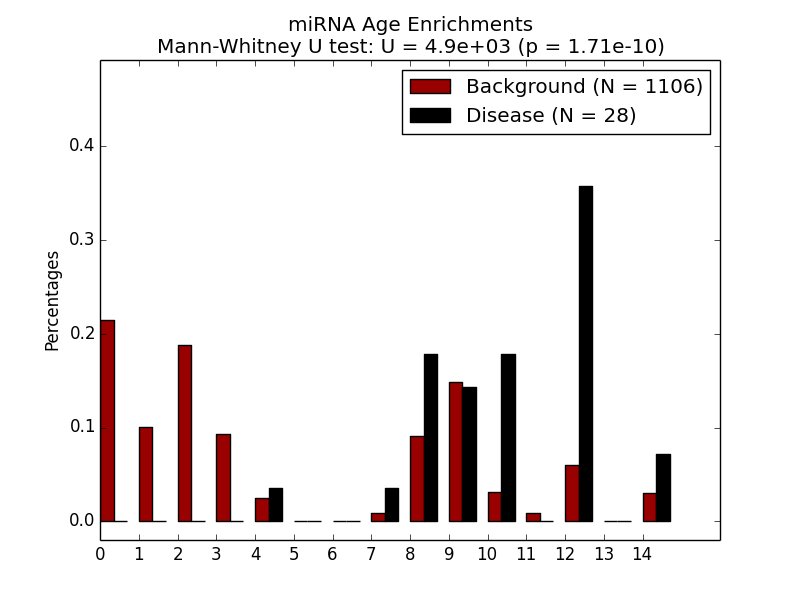 miRNA Age Enrichments
Mann-Whitney U test: U = 4.9e+03 (p = 1.71e-10)
Background (N = 1106)
Disease (N = 28)
Percentages
0.4
0.3
0.2
0.1
0.0
0 1 2 3 4 5 6 7 8 9 10 11 12 13 14